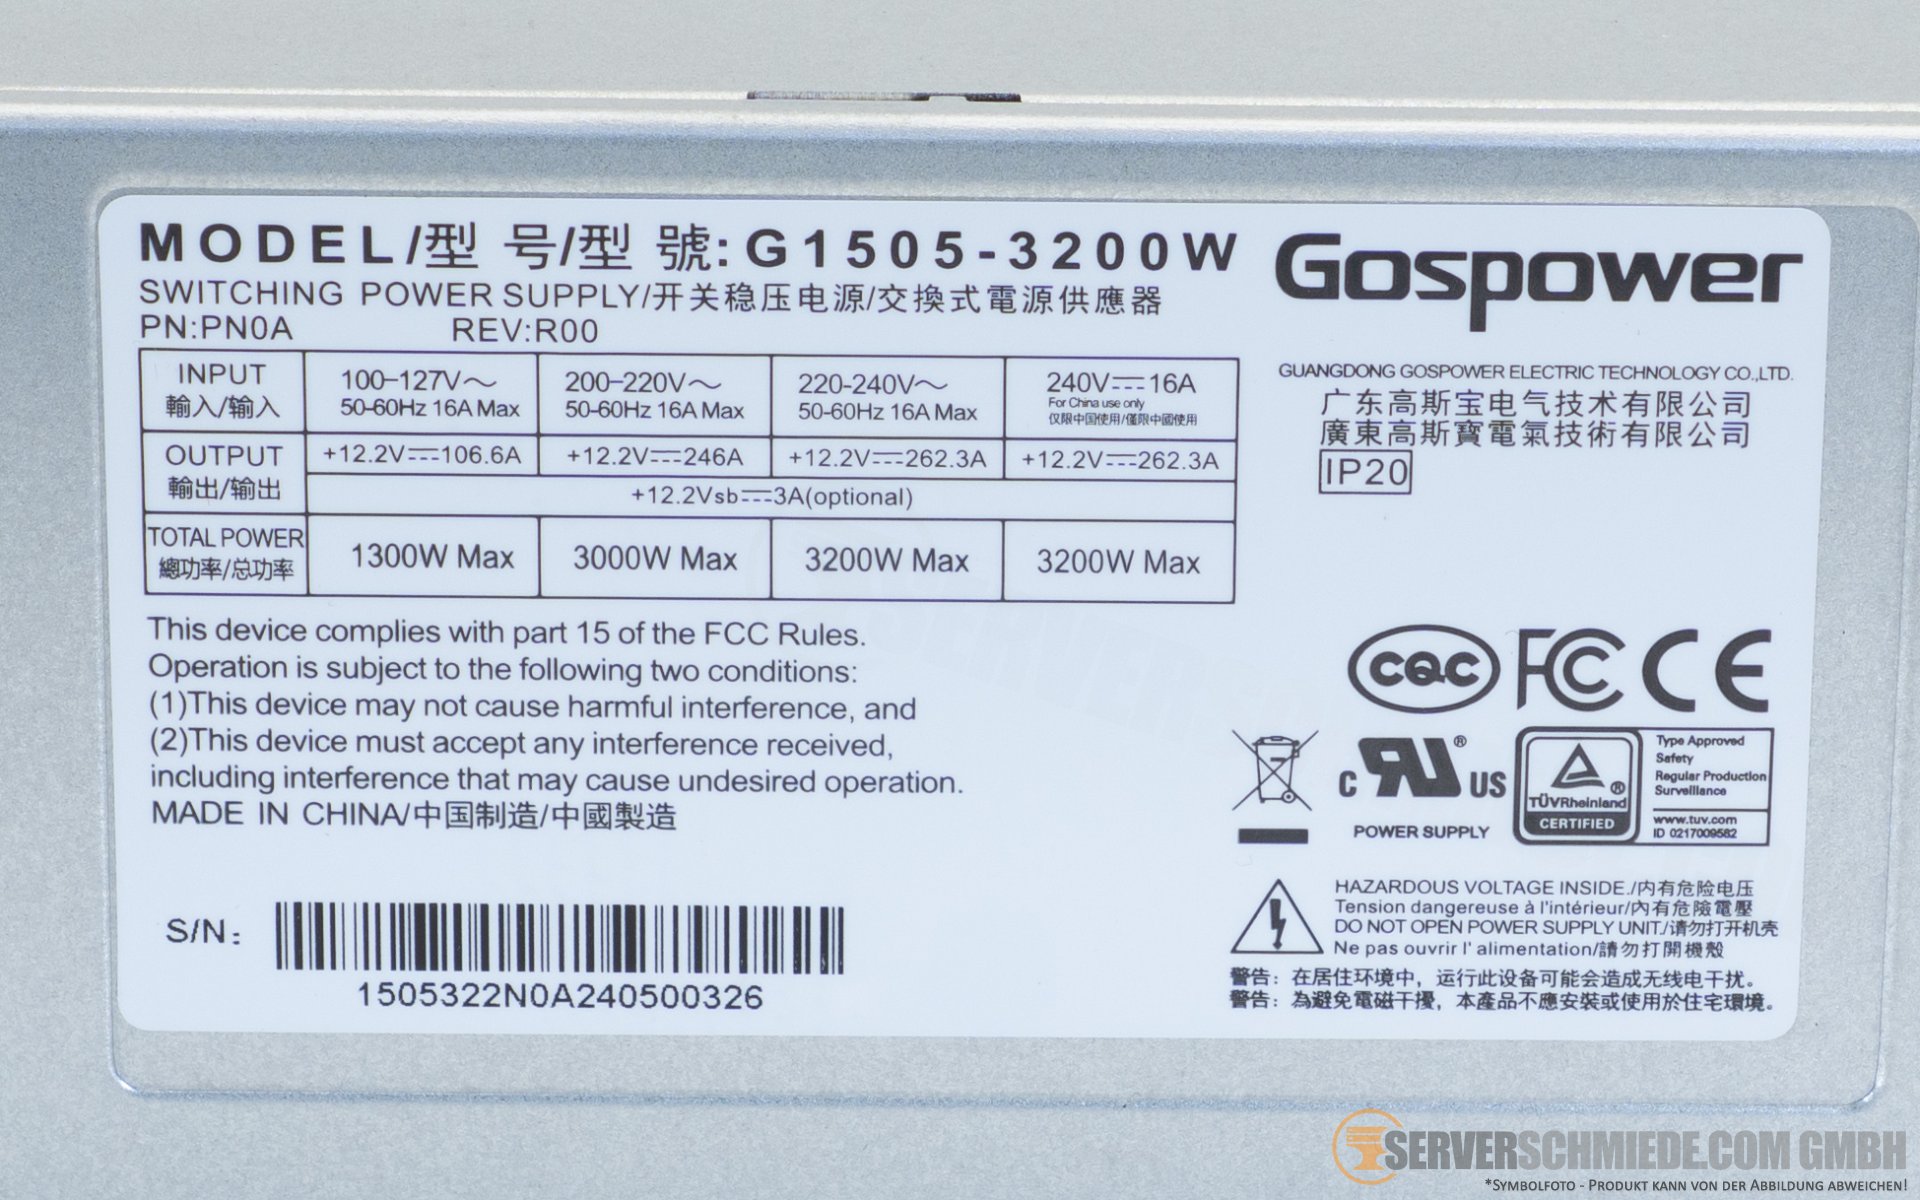 MODEL/型 号/型 號: G1505-3200W
SWITCHING POWER SUPPLY/开关稳压电源/交換式電源供應器
PN:PN0A REV:R00
INPUT
輸入/输入
100-127V~
50-60Hz 16A Max
200-220V~
50-60Hz 16A Max
220-240V~
50-60Hz 16A Max
240V⎓16A
For China use only
仅限中国使用/僅限中國使用
OUTPUT
輸出/输出
+12.2V⎓106.6A
+12.2V⎓246A
+12.2V⎓262.3A
+12.2V⎓262.3A
+12.2Vsb⎓3A(optional)
TOTAL POWER
總功率/总功率
1300W Max
3000W Max
3200W Max
3200W Max
This device complies with part 15 of the FCC Rules.
Operation is subject to the following two conditions:
(1)This device may not cause harmful interference, and
(2)This device must accept any interference received,
including interference that may cause undesired operation.
MADE IN CHINA/中国制造/中國製造
S/N:
1505322N0A240500326
Gospower
GUANGDONG GOSPOWER ELECTRIC TECHNOLOGY CO.,LTD.
广东高斯宝电气技术有限公司
廣東高斯寶電氣技術有限公司
IP20
CQC FC CE
C RU® US
POWER SUPPLY
TÜVRheinland ®
CERTIFIED
Type Approved
Safety
Regular Production
Surveillance
www.tuv.com
ID 0217009582
HAZARDOUS VOLTAGE INSIDE./内有危险电压
Tension dangereuse à l'intérieur/內有危險電壓
DO NOT OPEN POWER SUPPLY UNIT./请勿打开机壳
Ne pas ouvrir l' alimentation/請勿打開機殼
警告: 在居住环境中，运行此设备可能会造成无线电干扰。
警告: 為避免電磁干擾，本產品不應安裝或使用於住宅環境。
SERVERSCHMIEDE.COM GMBH
*Symbolfoto - Produkt kann von der Abbildung abweichen!